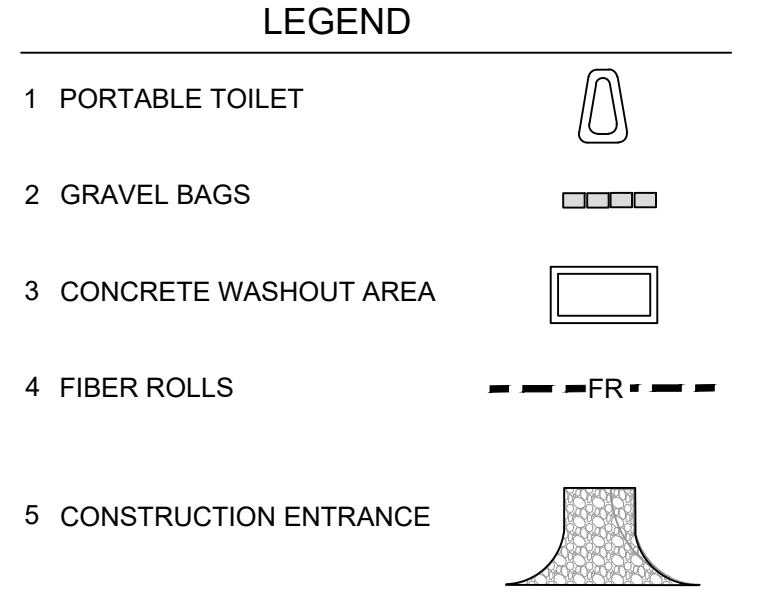 LEGEND
1 PORTABLE TOILET
2 GRAVEL BAGS
3 CONCRETE WASHOUT AREA
4 FIBER ROLLS FR
5 CONSTRUCTION ENTRANCE